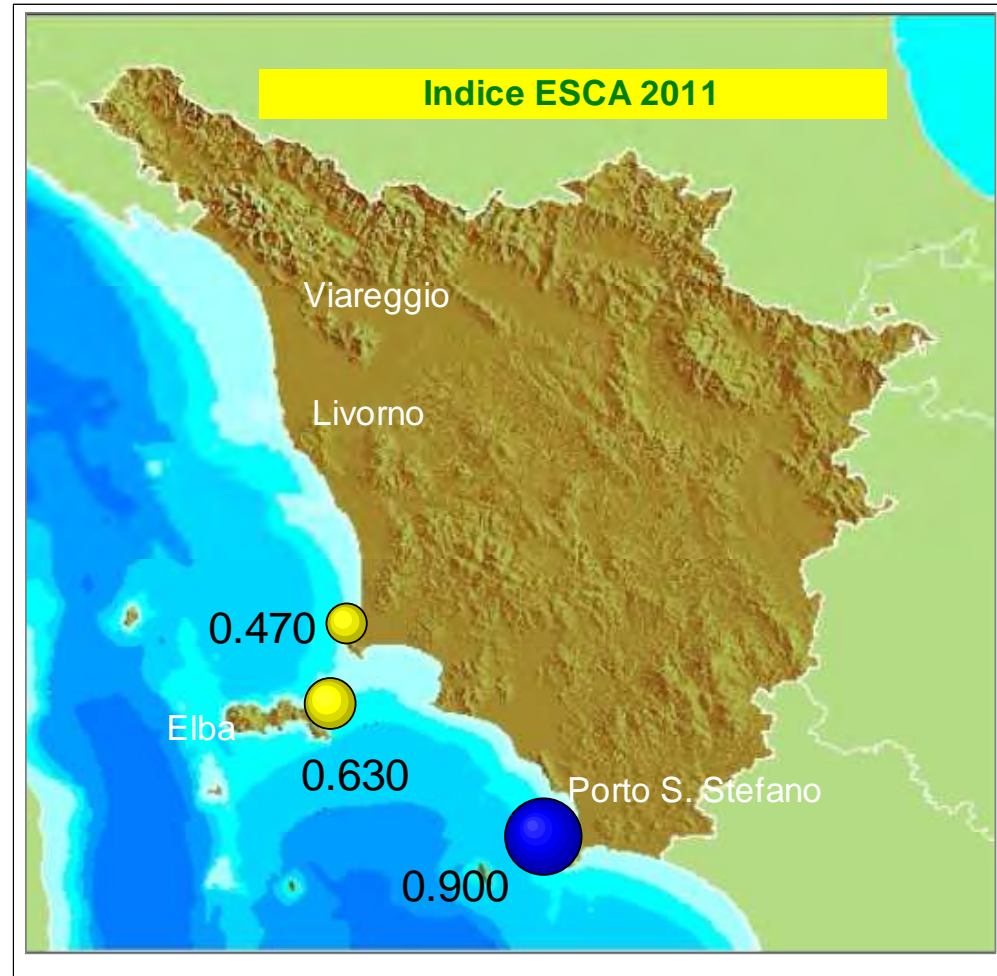 Indice ESCA 2011
Viareggio
Livorno
0.470
Elba
0.630
Porto S. Stefano
0.900